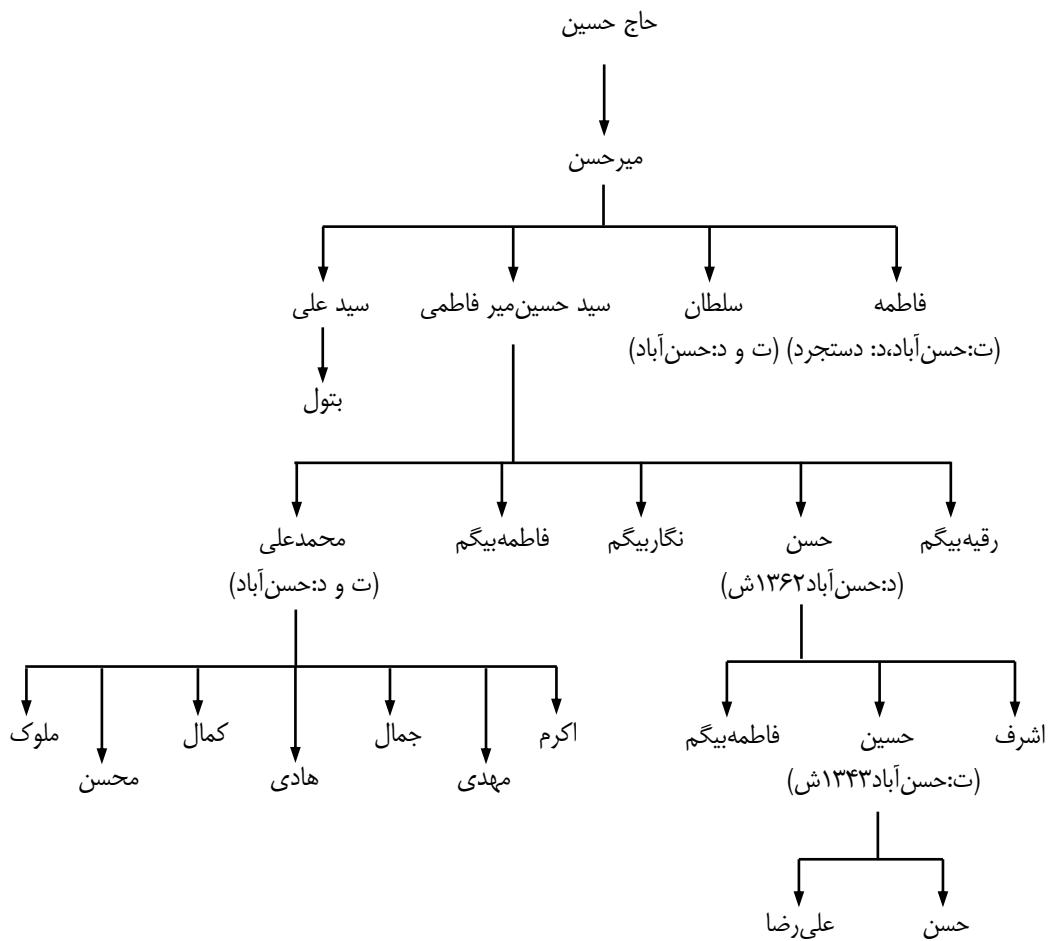 حاج حسین
میرحسن
فاطمه سلطان سید حسین‌میر فاطمی سید علی
(ت:حسن‌آباد،د: دستجرد) (ت و د:حسن‌آباد)
بتول
رقیه‌بیگم حسن نگاربیگم فاطمه‌بیگم محمدعلی
(د:حسن‌آباد۱۳۶۲ش) (ت و د:حسن‌آباد)
اشرف حسین فاطمه‌بیگم اکرم جمال کمال ملوک
(ت:حسن‌آباد۱۳۴۳ش) مهدی هادی محسن
حسن علی‌رضا